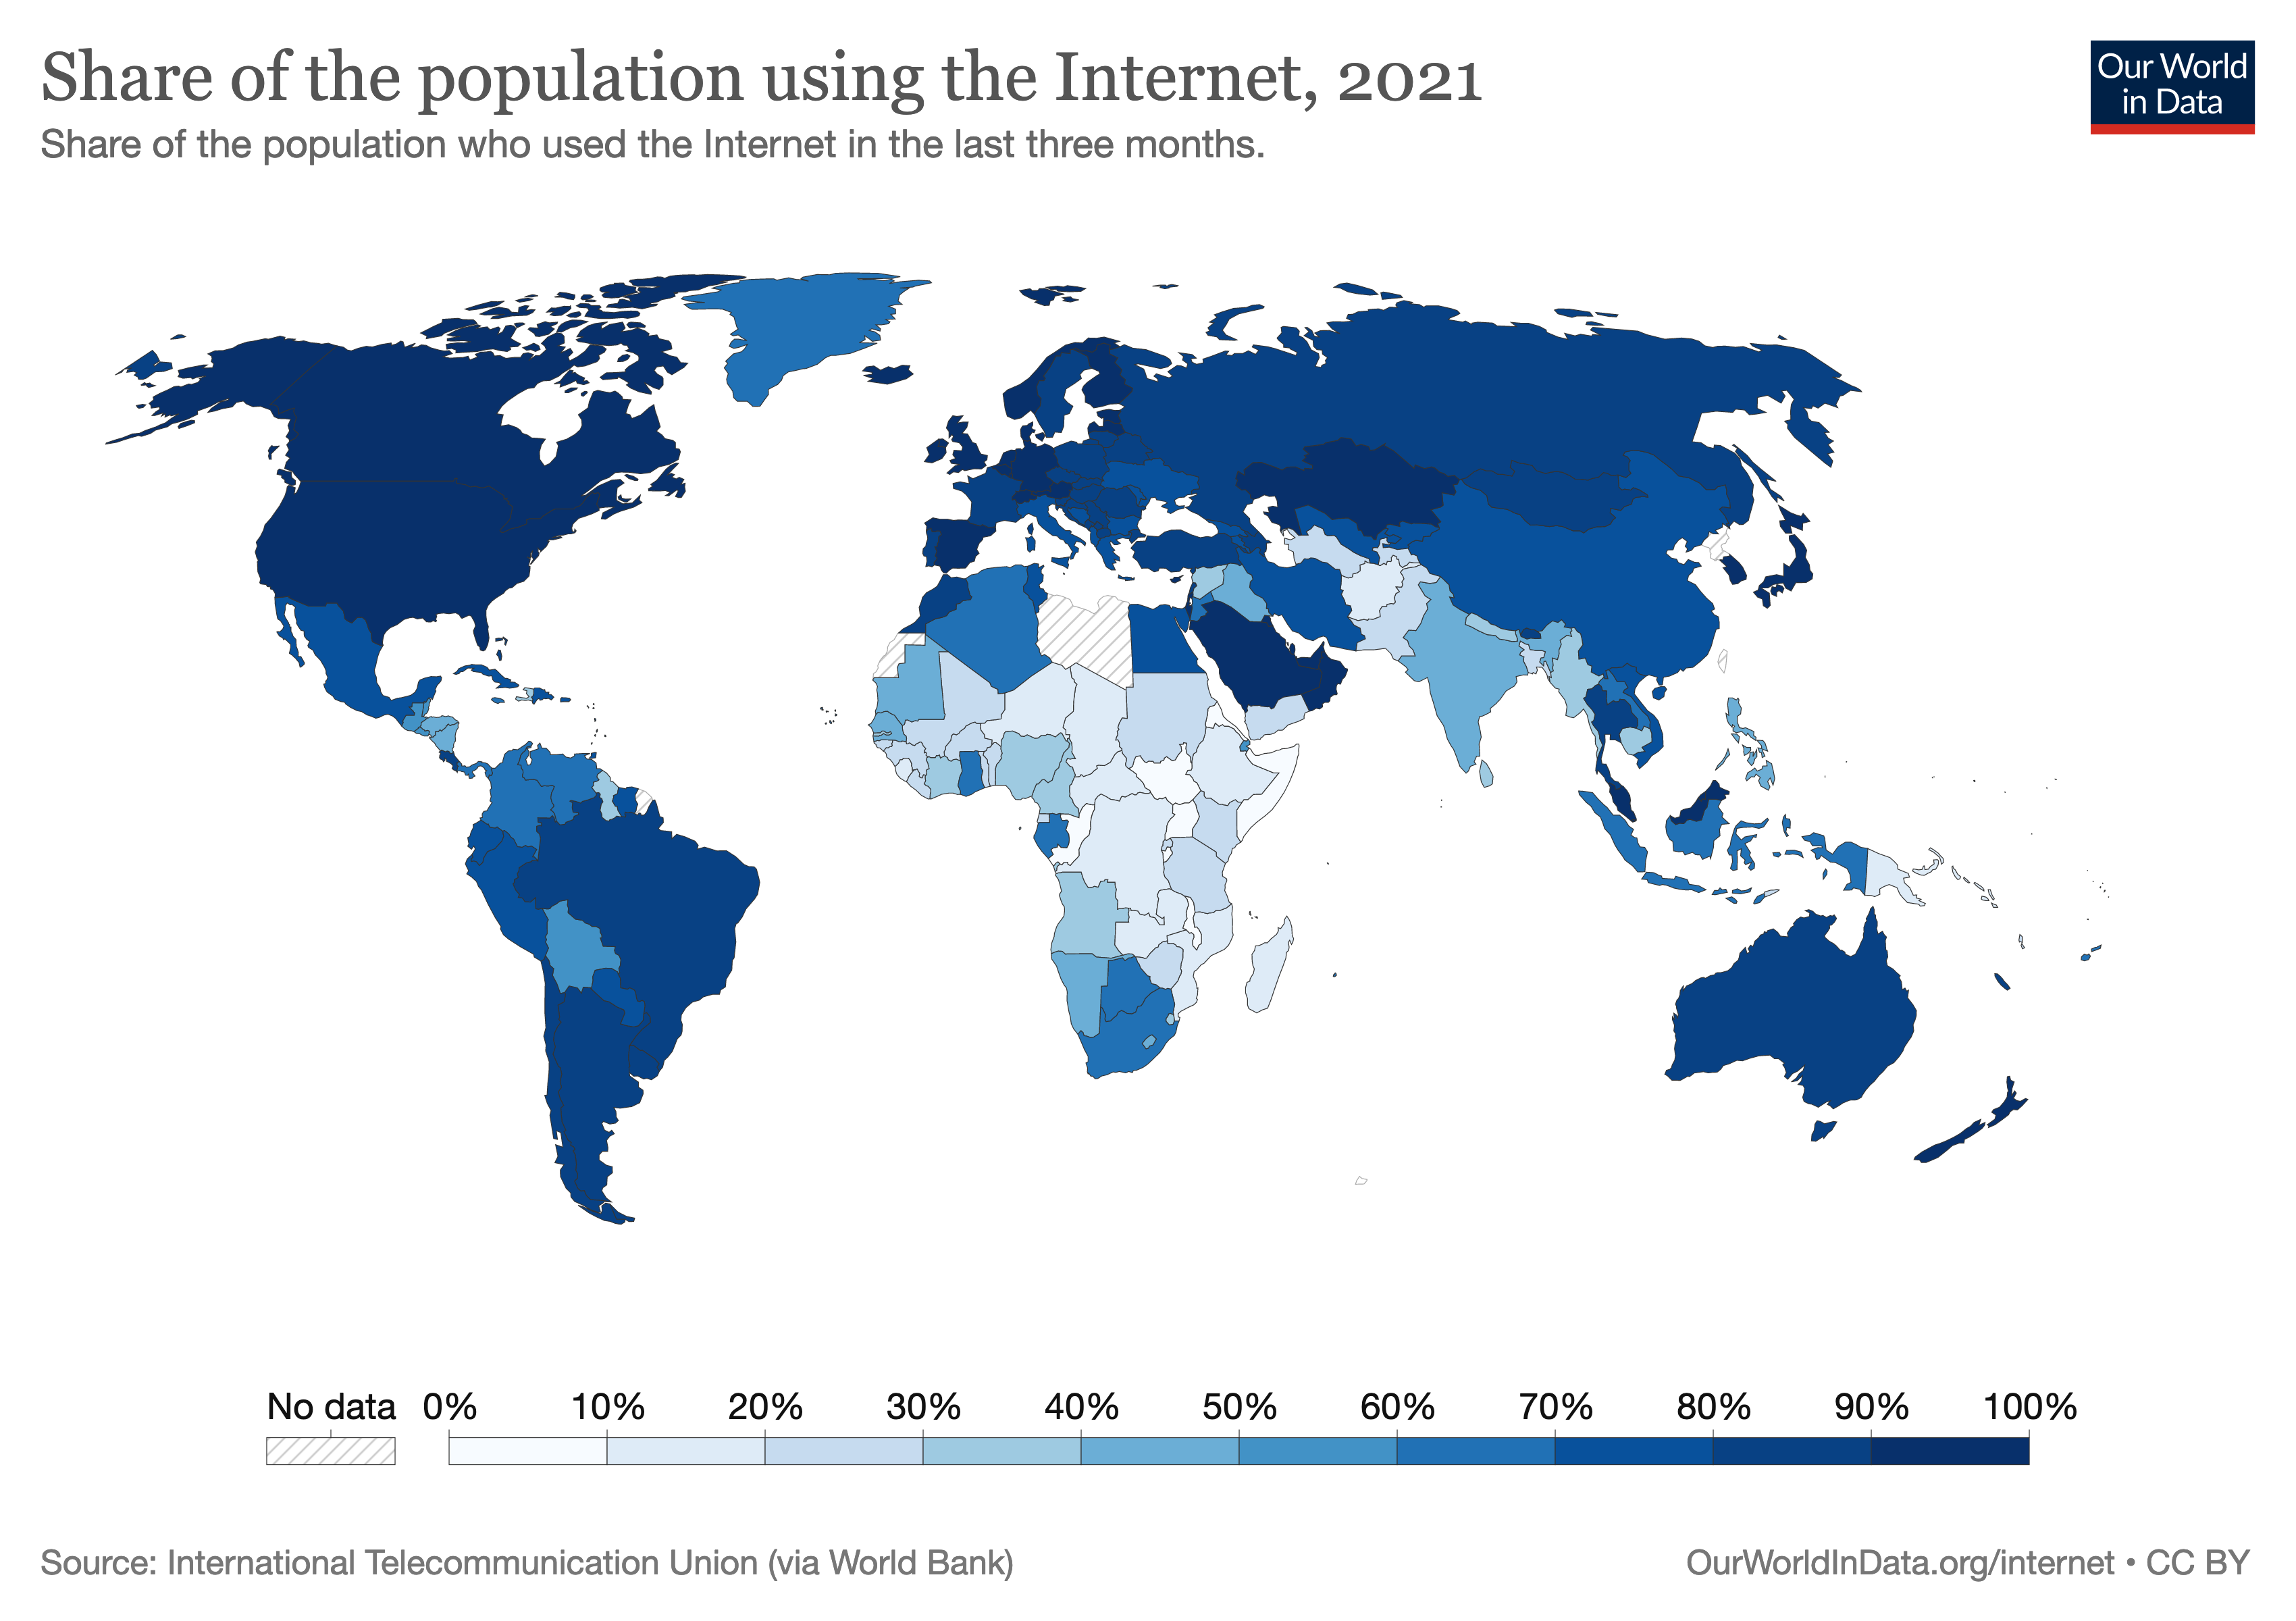 Share of the population using the Internet, 2021
Share of the population who used the Internet in the last three months.
Our World
in Data
No data 0% 10% 20% 30% 40% 50% 60% 70% 80% 90% 100%
Source: International Telecommunication Union (via World Bank)
OurWorldInData.org/internet • CC BY